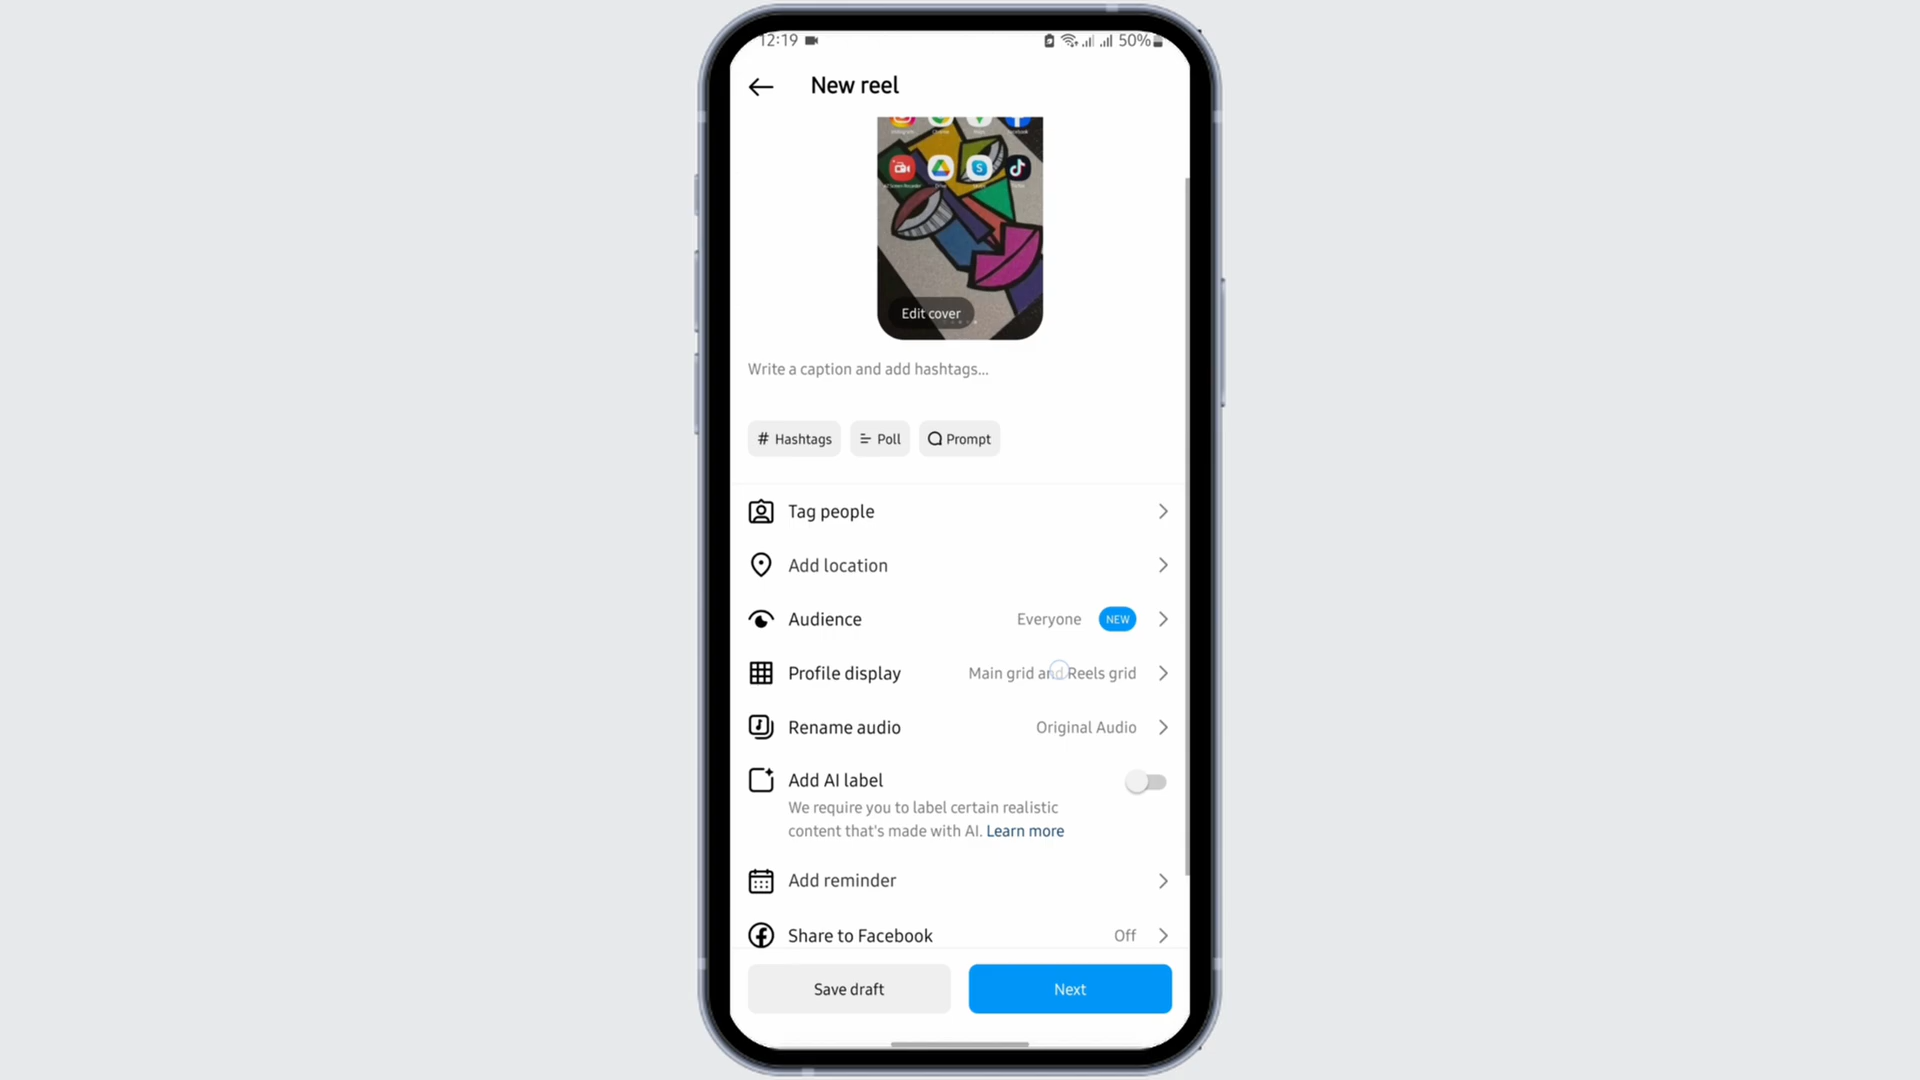 12:19 50%
New reel
Edit cover
Write a caption and add hashtags...
# Hashtags Poll Prompt
Tag people
Add location
Audience Everyone NEW
Profile display Main grid and Reels grid
Rename audio Original Audio
Add AI label
We require you to label certain realistic
content that's made with AI. Learn more
Add reminder
Share to Facebook Off
Save draft Next